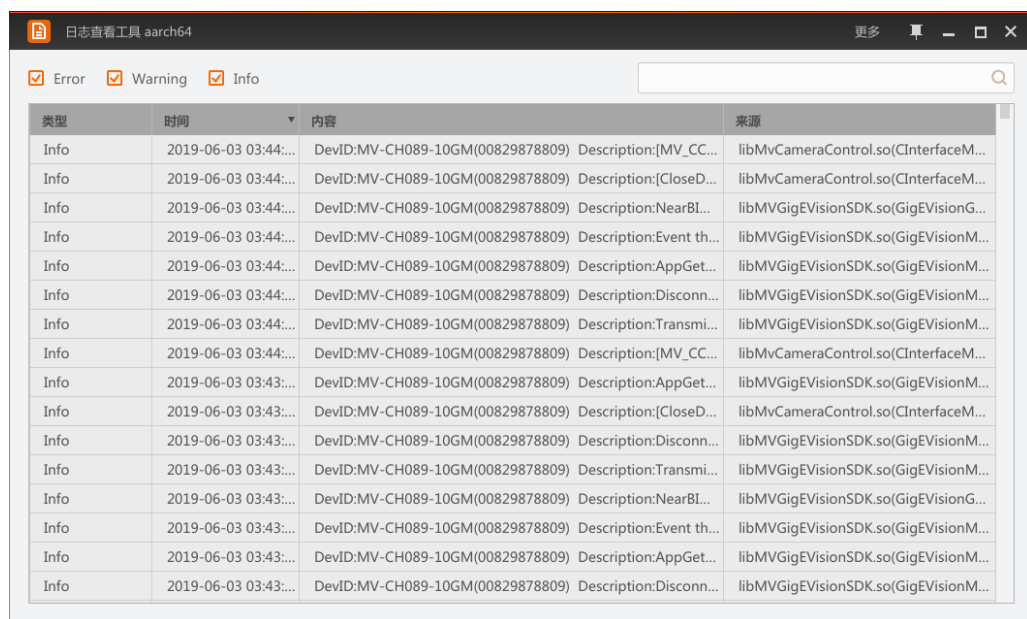 日志查看工具 aarch64 更多
Error Warning Info
类型 时间 内容 来源
Info 2019-06-03 03:44:... DevID:MV-CH089-10GM(00829878809) Description:[MV_CC... libMvCameraControl.so(CInterfaceM...
Info 2019-06-03 03:44:... DevID:MV-CH089-10GM(00829878809) Description:[CloseD... libMvCameraControl.so(CInterfaceM...
Info 2019-06-03 03:44:... DevID:MV-CH089-10GM(00829878809) Description:NearBI... libMVGigEVisionSDK.so(GigEVisionG...
Info 2019-06-03 03:44:... DevID:MV-CH089-10GM(00829878809) Description:Event th... libMVGigEVisionSDK.so(GigEVisionM...
Info 2019-06-03 03:44:... DevID:MV-CH089-10GM(00829878809) Description:AppGet... libMVGigEVisionSDK.so(GigEVisionM...
Info 2019-06-03 03:44:... DevID:MV-CH089-10GM(00829878809) Description:Disconn... libMVGigEVisionSDK.so(GigEVisionM...
Info 2019-06-03 03:44:... DevID:MV-CH089-10GM(00829878809) Description:Transmi... libMVGigEVisionSDK.so(GigEVisionM...
Info 2019-06-03 03:44:... DevID:MV-CH089-10GM(00829878809) Description:[MV_CC... libMvCameraControl.so(CInterfaceM...
Info 2019-06-03 03:43:... DevID:MV-CH089-10GM(00829878809) Description:AppGet... libMVGigEVisionSDK.so(GigEVisionM...
Info 2019-06-03 03:43:... DevID:MV-CH089-10GM(00829878809) Description:[CloseD... libMvCameraControl.so(CInterfaceM...
Info 2019-06-03 03:43:... DevID:MV-CH089-10GM(00829878809) Description:Disconn... libMVGigEVisionSDK.so(GigEVisionM...
Info 2019-06-03 03:43:... DevID:MV-CH089-10GM(00829878809) Description:Transmi... libMVGigEVisionSDK.so(GigEVisionM...
Info 2019-06-03 03:43:... DevID:MV-CH089-10GM(00829878809) Description:NearBI... libMVGigEVisionSDK.so(GigEVisionG...
Info 2019-06-03 03:43:... DevID:MV-CH089-10GM(00829878809) Description:Event th... libMVGigEVisionSDK.so(GigEVisionM...
Info 2019-06-03 03:43:... DevID:MV-CH089-10GM(00829878809) Description:AppGet... libMVGigEVisionSDK.so(GigEVisionM...
Info 2019-06-03 03:43:... DevID:MV-CH089-10GM(00829878809) Description:Disconn... libMVGigEVisionSDK.so(GigEVisionM...